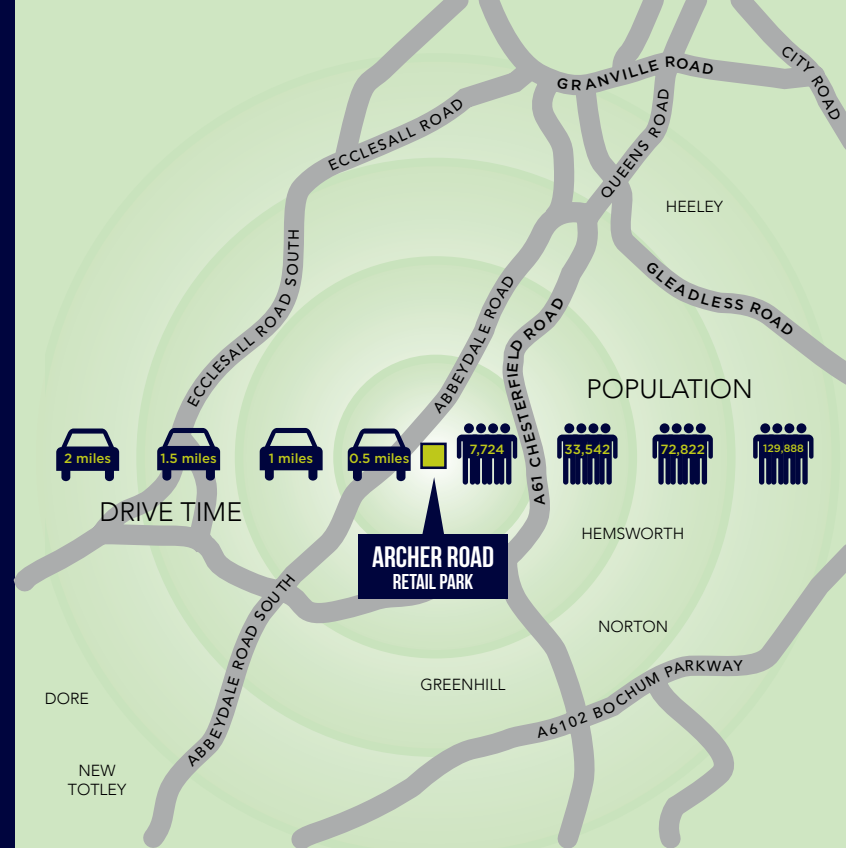 CITY ROAD
GRANVILLE ROAD
ECCLESALL ROAD
QUEENS ROAD
HEELEY
ECCLESALL ROAD SOUTH
GLEADLESS ROAD
ABBEYDALE ROAD
A61 CHESTERFIELD ROAD
POPULATION
2 miles
1.5 miles
1 miles
0.5 miles
7,724
33,542
72,822
129,888
DRIVE TIME
HEMSWORTH
ARCHER ROAD
RETAIL PARK
NORTON
ABBEYDALE ROAD SOUTH
GREENHILL
A6102 BOCHUM PARKWAY
DORE
NEW
TOTLEY